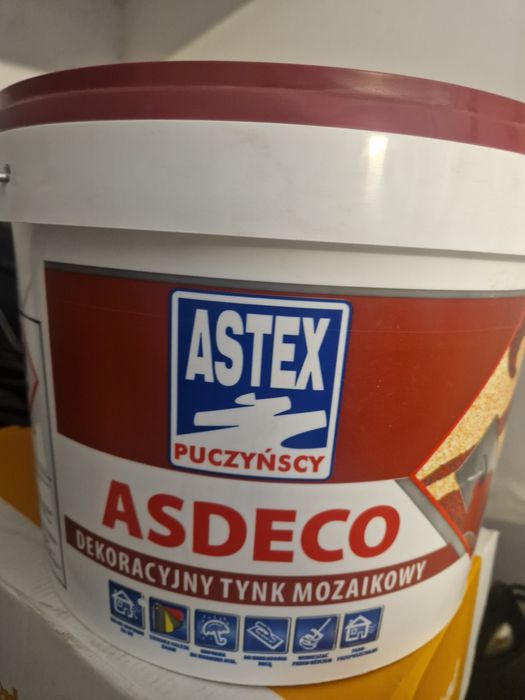 ASTEX
PUCZYŃSCY
ASDECO
DEKORACYJNY TYNK MOZAIKOWY